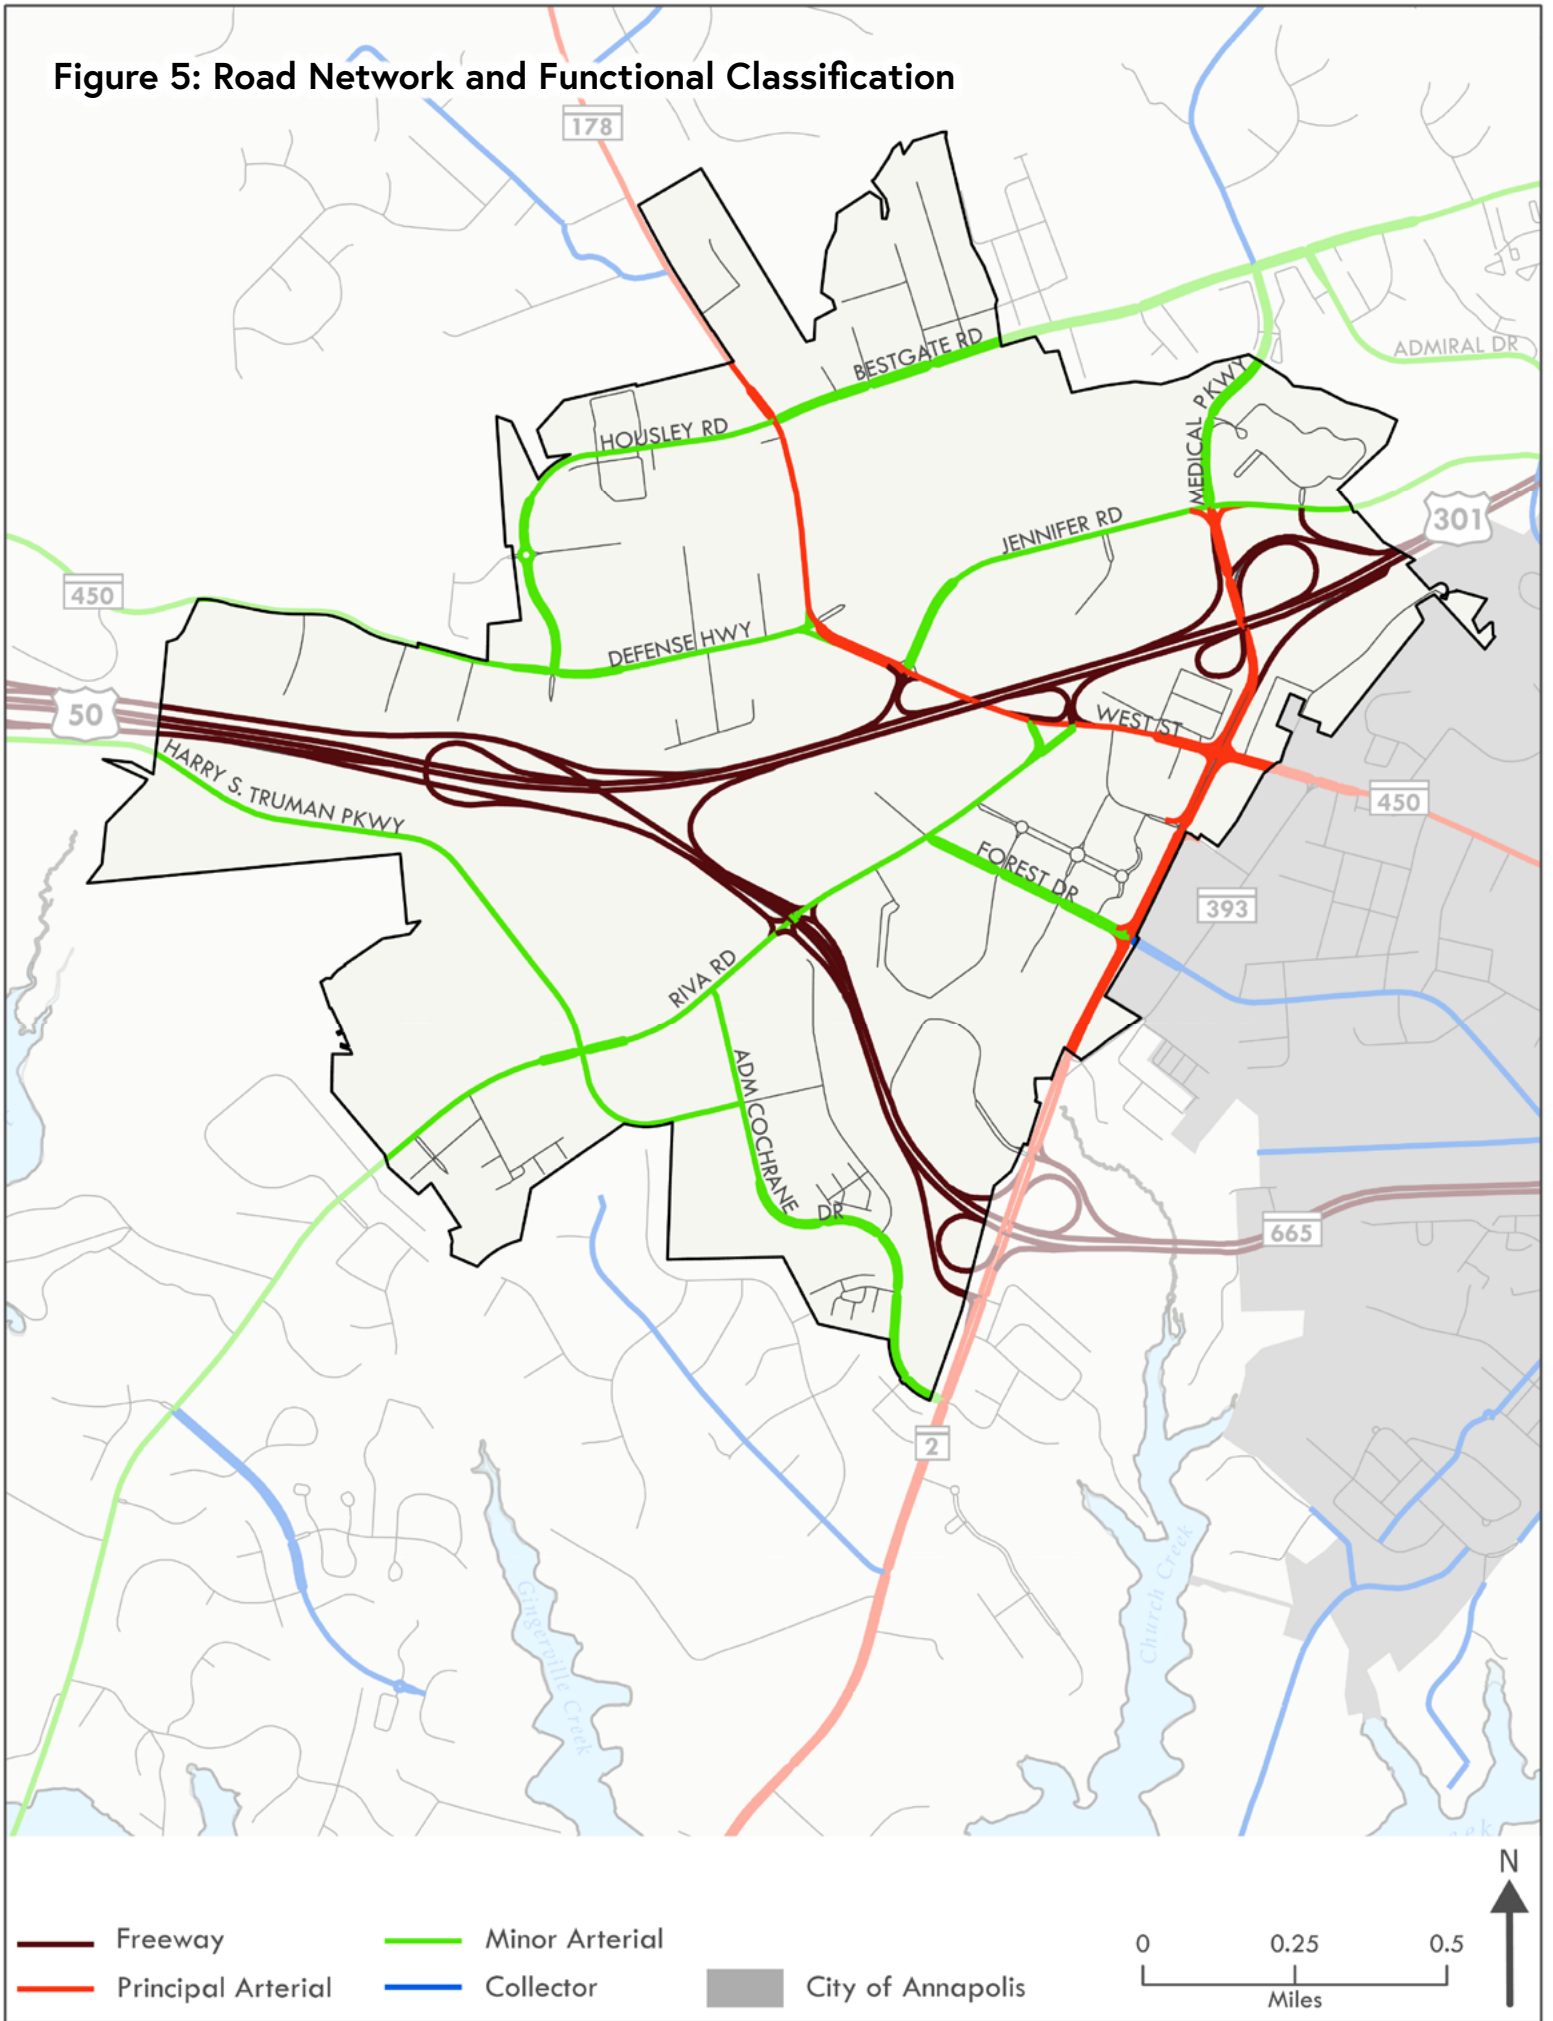 Figure 5: Road Network and Functional Classification
178
BESTGATE RD
ADMIRAL DR
HOUSLEY RD
MEDICAL PKWY
301
JENNIFER RD
450
DEFENSE HWY
50
WEST ST
HARRY S. TRUMAN PKWY
450
FOREST DR
393
RIVA RD
ADM COCHRANE DR
665
2
Church Creek
Gingerville Creek
eek
N
Freeway
Minor Arterial
0 0.25 0.5
Principal Arterial
Collector
City of Annapolis
Miles